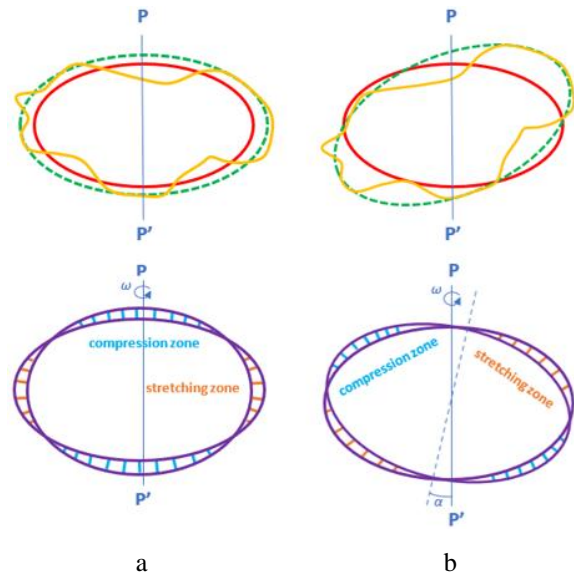 P
P
P'
P'
P
P
ω
ω
compression zone
stretching zone
compression zone
stretching zone
α
P'
P'
a
b